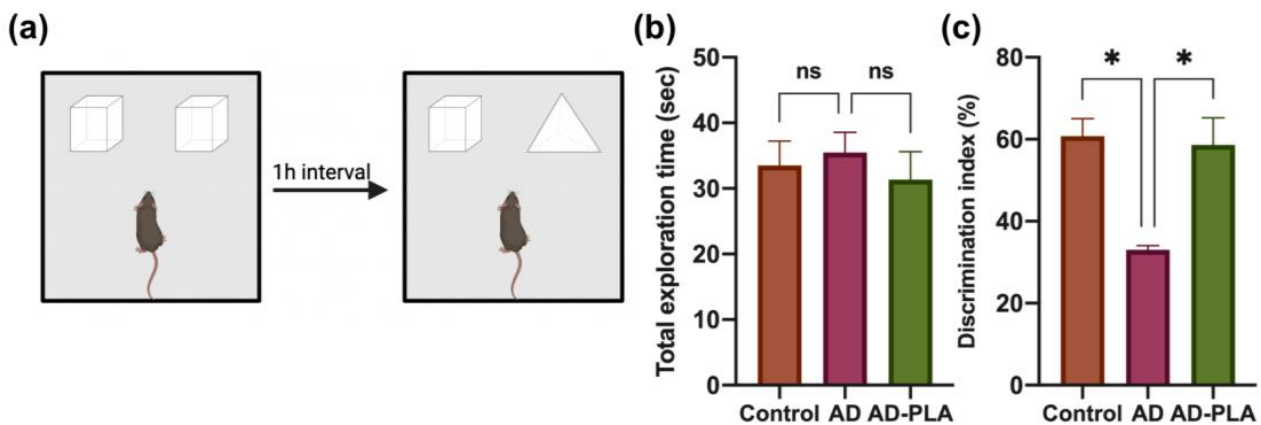 (a)
1h interval
(b)
Total exploration time (sec)
50
40
30
20
10
0
ns
ns
Control AD AD-PLA
(c)
Discrimination index (%)
80
60
40
20
0
*
*
Control AD AD-PLA